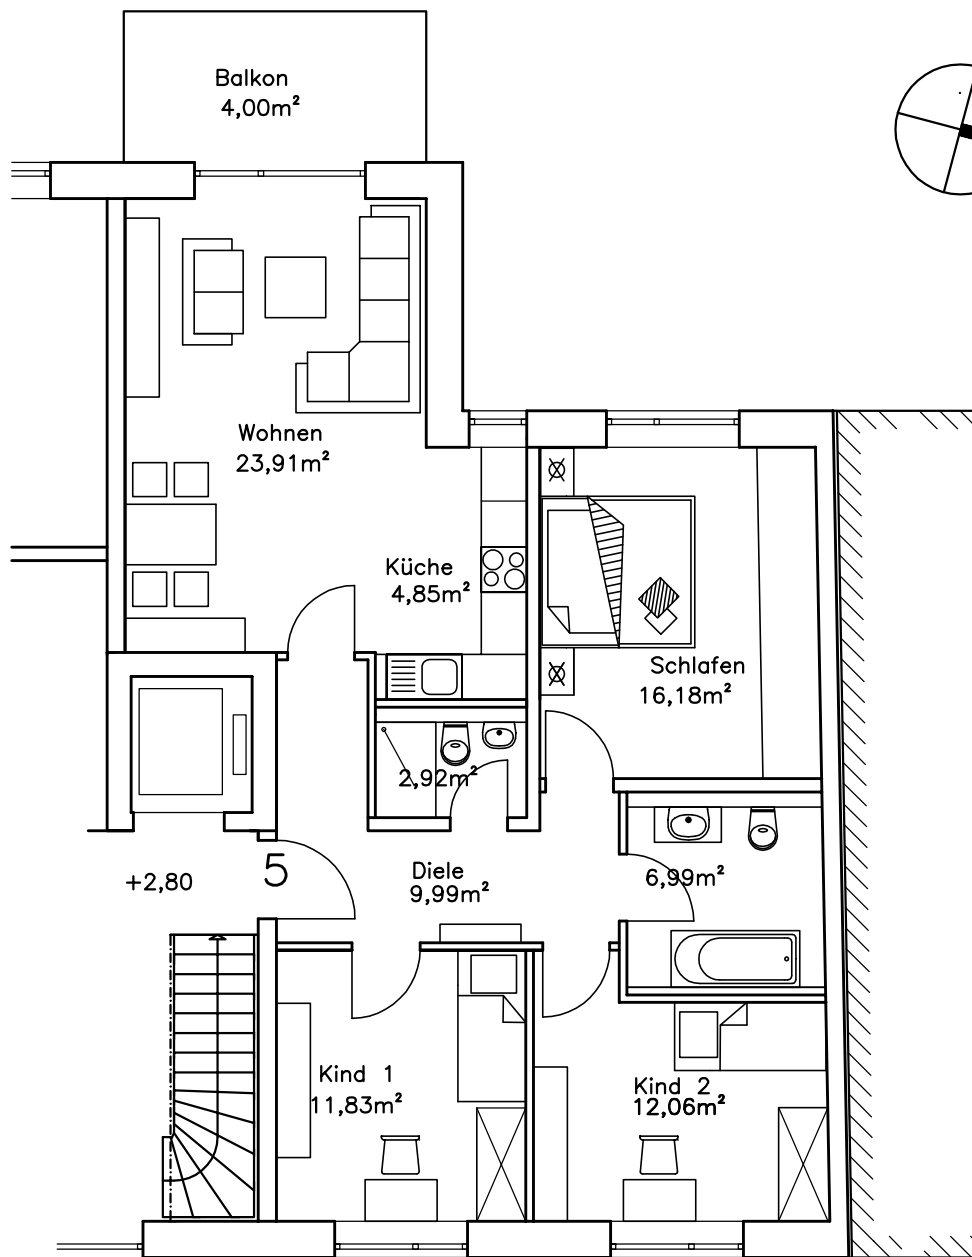 Balkon
4,00m²
Wohnen
23,91m²
Küche
4,85m²
Schlafen
16,18m²
2,92m²
5
Diele
9,99m²
6,99m²
+2,80
Kind 1
11,83m²
Kind 2
12,06m²